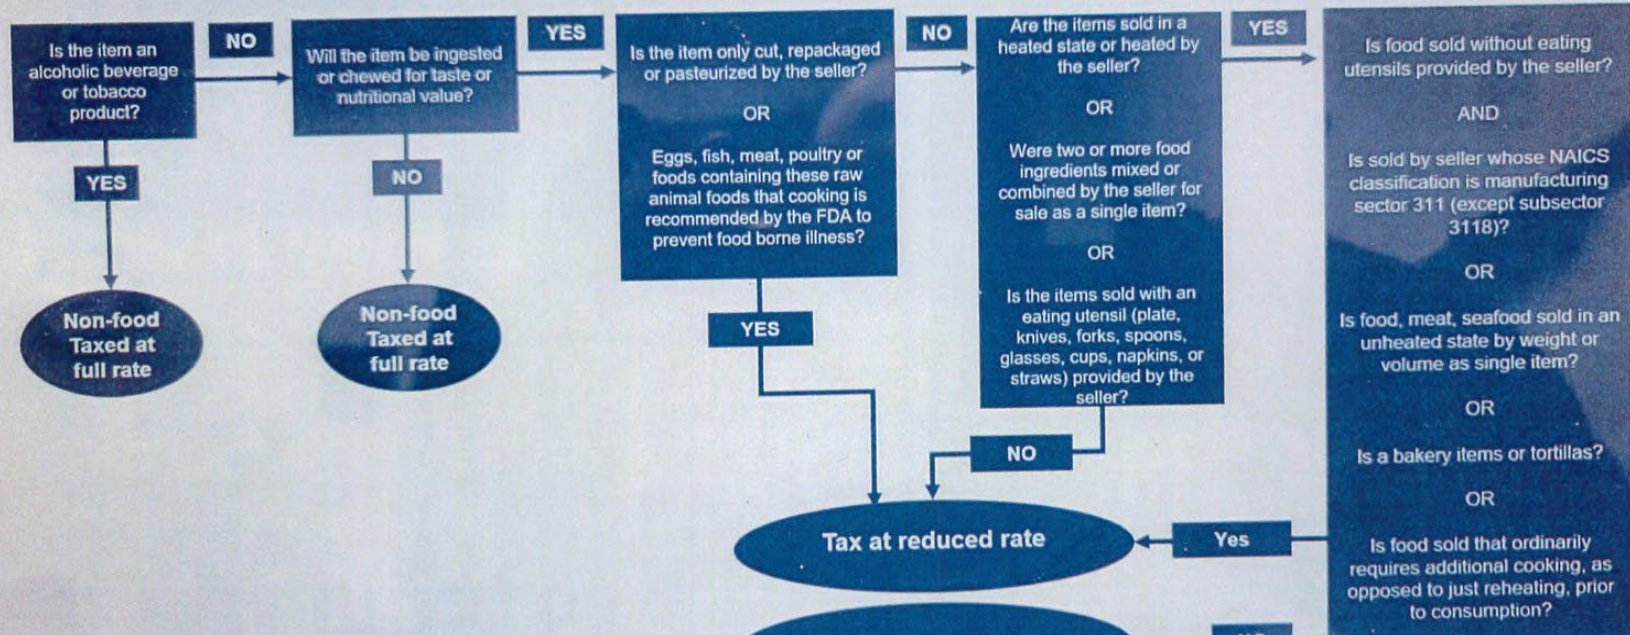 Is the item an
alcoholic beverage
or tobacco
product?
NO
Will the item be ingested
or chewed for taste or
nutritional value?
YES
Is the item only cut, repackaged
or pasteurized by the seller?
OR
Eggs, fish, meat, poultry or
foods containing these raw
animal foods that cooking is
recommended by the FDA to
prevent food borne illness?
NO
Are the items sold in a
heated state or heated by
the seller?
OR
Were two or more food
ingredients mixed or
combined by the seller for
sale as a single item?
OR
Is the items sold with an
eating utensil (plate,
knives, forks, spoons,
glasses, cups, napkins, or
straws) provided by the
seller?
YES
Is food sold without eating
utensils provided by the seller?
AND
Is sold by seller whose NAICS
classification is manufacturing
sector 311 (except subsector
3118)?
OR
Is food, meat, seafood sold in an
unheated state by weight or
volume as single item?
OR
Is a bakery items or tortillas?
OR
Is food sold that ordinarily
requires additional cooking, as
opposed to just reheating, prior
to consumption?
YES
NO
YES
NO
Yes
Non-food
Taxed at
full rate
Non-food
Taxed at
full rate
Tax at reduced rate